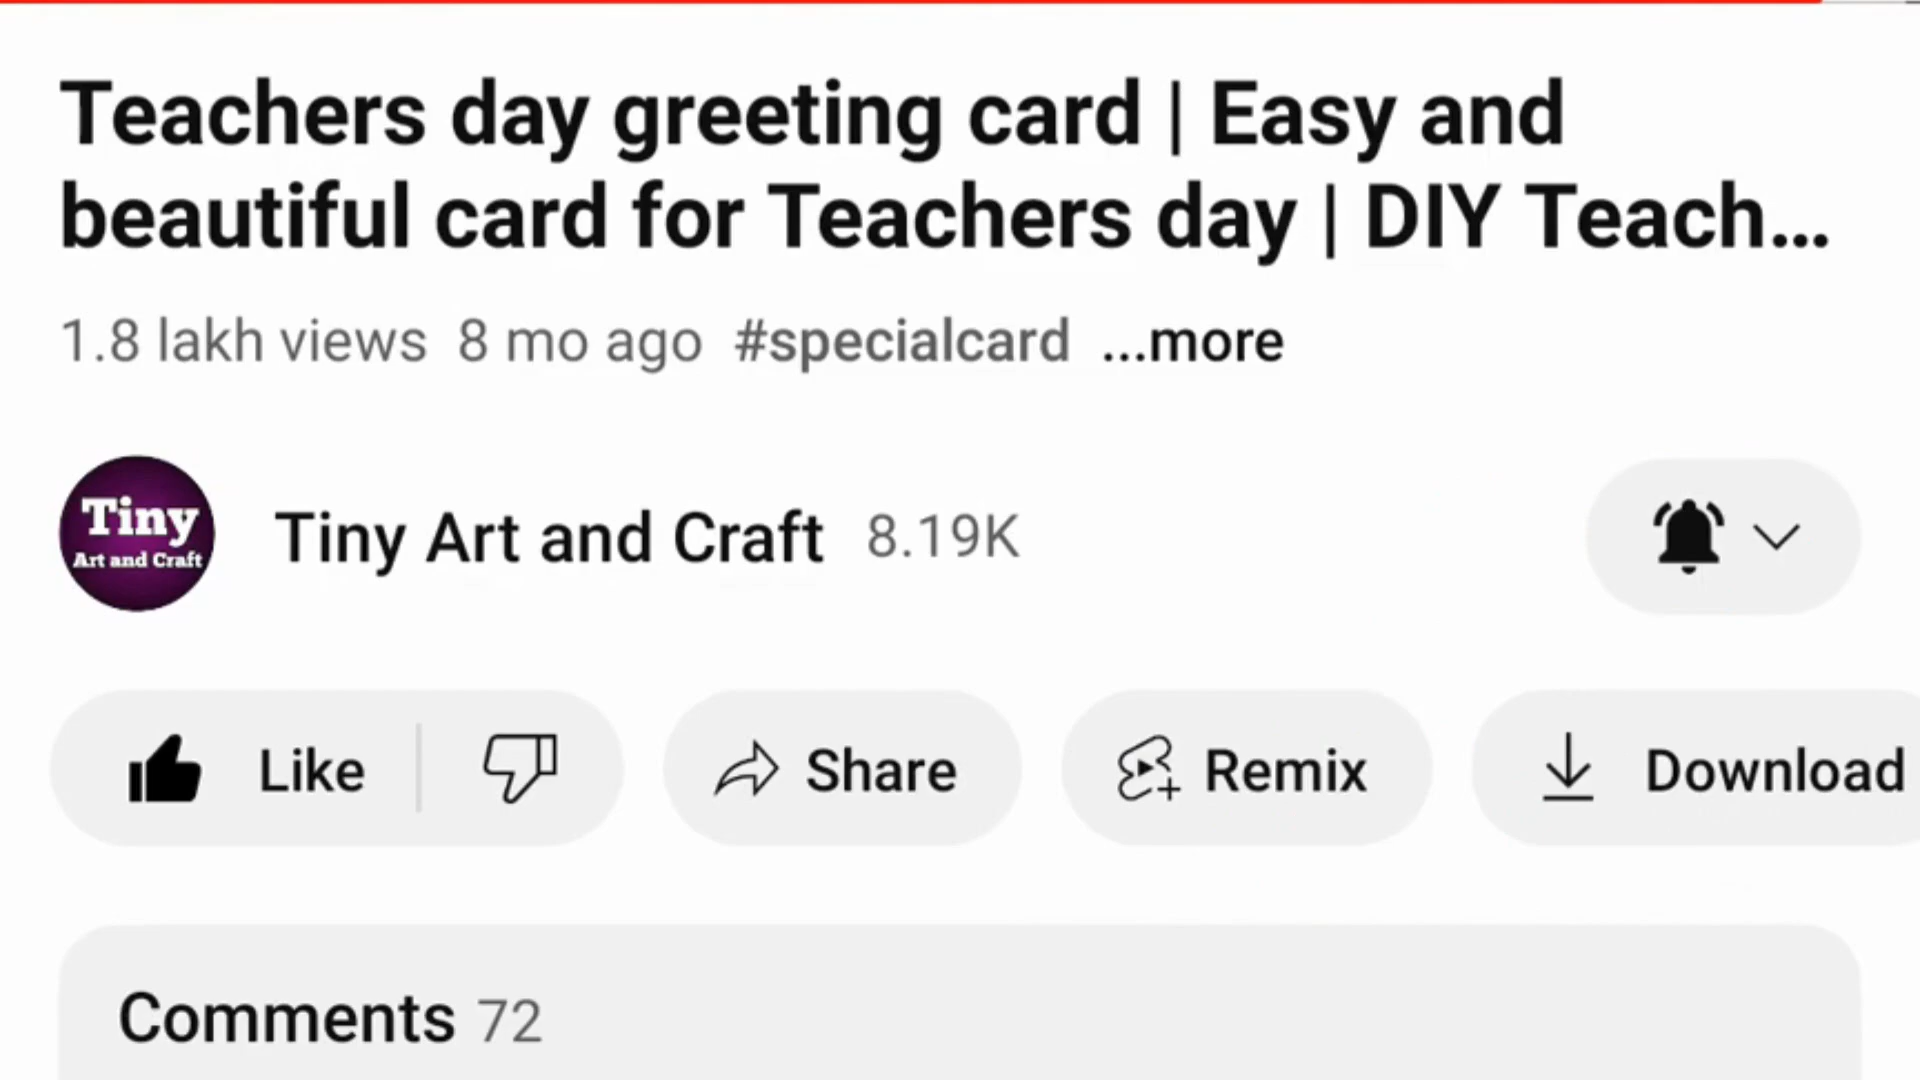 Teachers day greeting card | Easy and
beautiful card for Teachers day | DIY Teach...
1.8 lakh views 8 mo ago #specialcard ...more
Tiny
Art and Craft
Tiny Art and Craft 8.19K
Like Share Remix Download
Comments 72